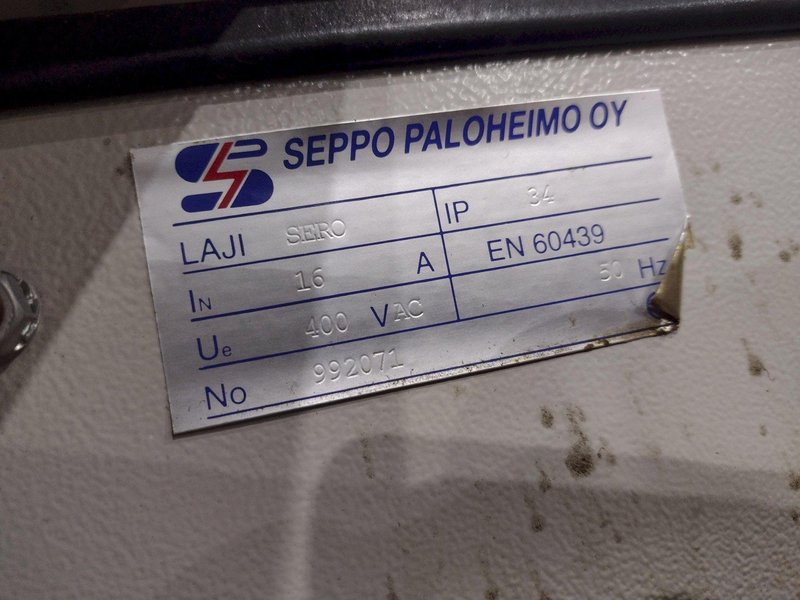 SEPPO PALOHEIMO OY
LAJI SERO IP 34
IN 16 A EN 60439
Ue 400 VAC 50 Hz
No 992071